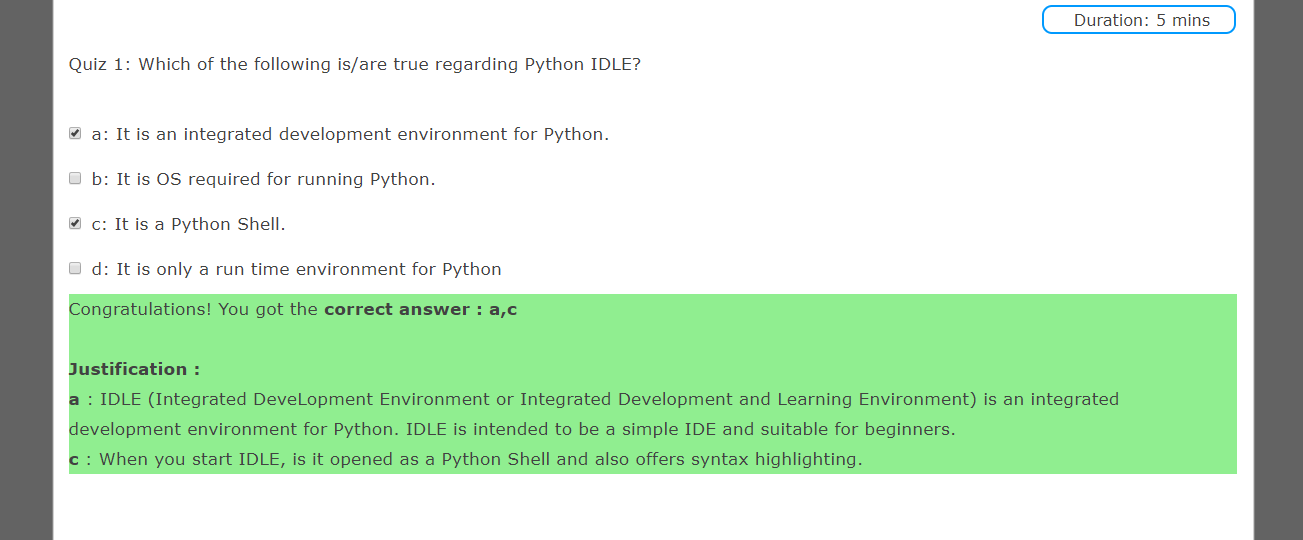 Duration: 5 mins
Quiz 1: Which of the following is/are true regarding Python IDLE?
a: It is an integrated development environment for Python.
b: It is OS required for running Python.
c: It is a Python Shell.
d: It is only a run time environment for Python
Congratulations! You got the correct answer : a,c
Justification :
a : IDLE (Integrated DeveLopment Environment or Integrated Development and Learning Environment) is an integrated
development environment for Python. IDLE is intended to be a simple IDE and suitable for beginners.
c : When you start IDLE, is it opened as a Python Shell and also offers syntax highlighting.